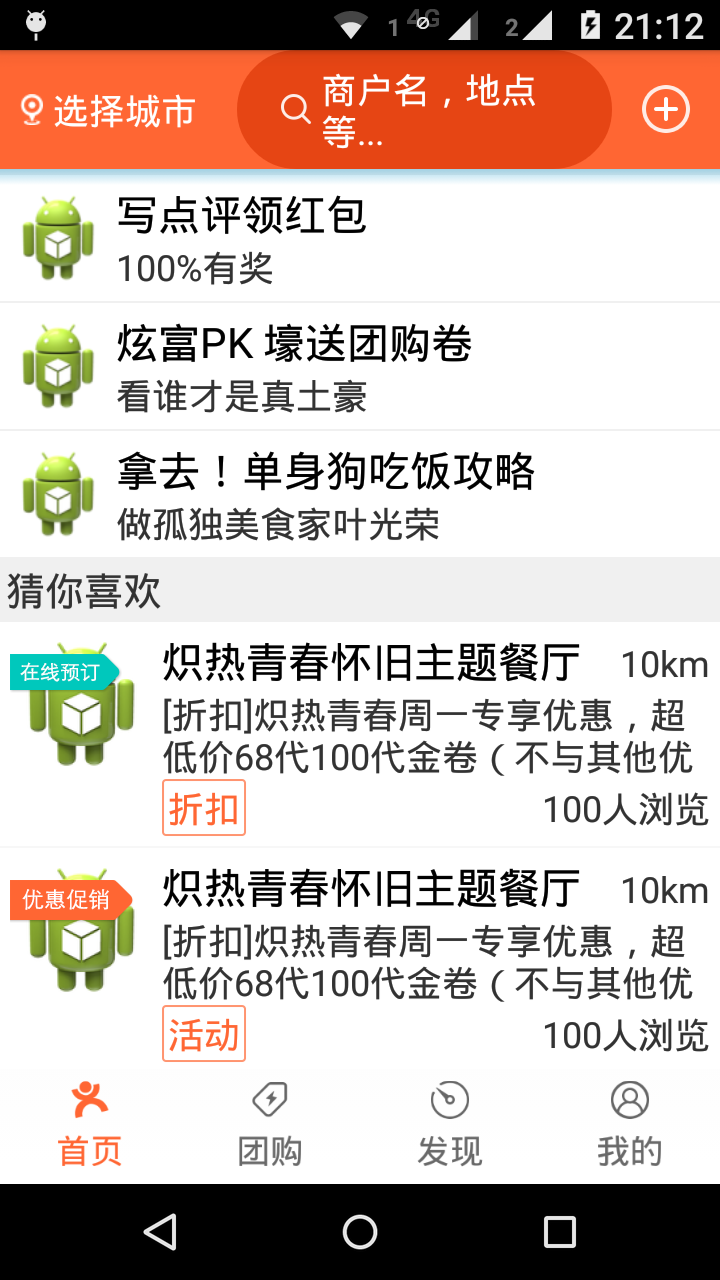 1 4G 2 21:12
选择城市
商户名，地点
等...
写点评领红包
100%有奖
炫富PK 壕送团购卷
看谁才是真土豪
拿去！单身狗吃饭攻略
做孤独美食家叶光荣
猜你喜欢
在线预订
炽热青春怀旧主题餐厅 10km
[折扣]炽热青春周一专享优惠，超
低价68代100代金卷（不与其他优
折扣 100人浏览
优惠促销
炽热青春怀旧主题餐厅 10km
[折扣]炽热青春周一专享优惠，超
低价68代100代金卷（不与其他优
活动 100人浏览
首页 团购 发现 我的